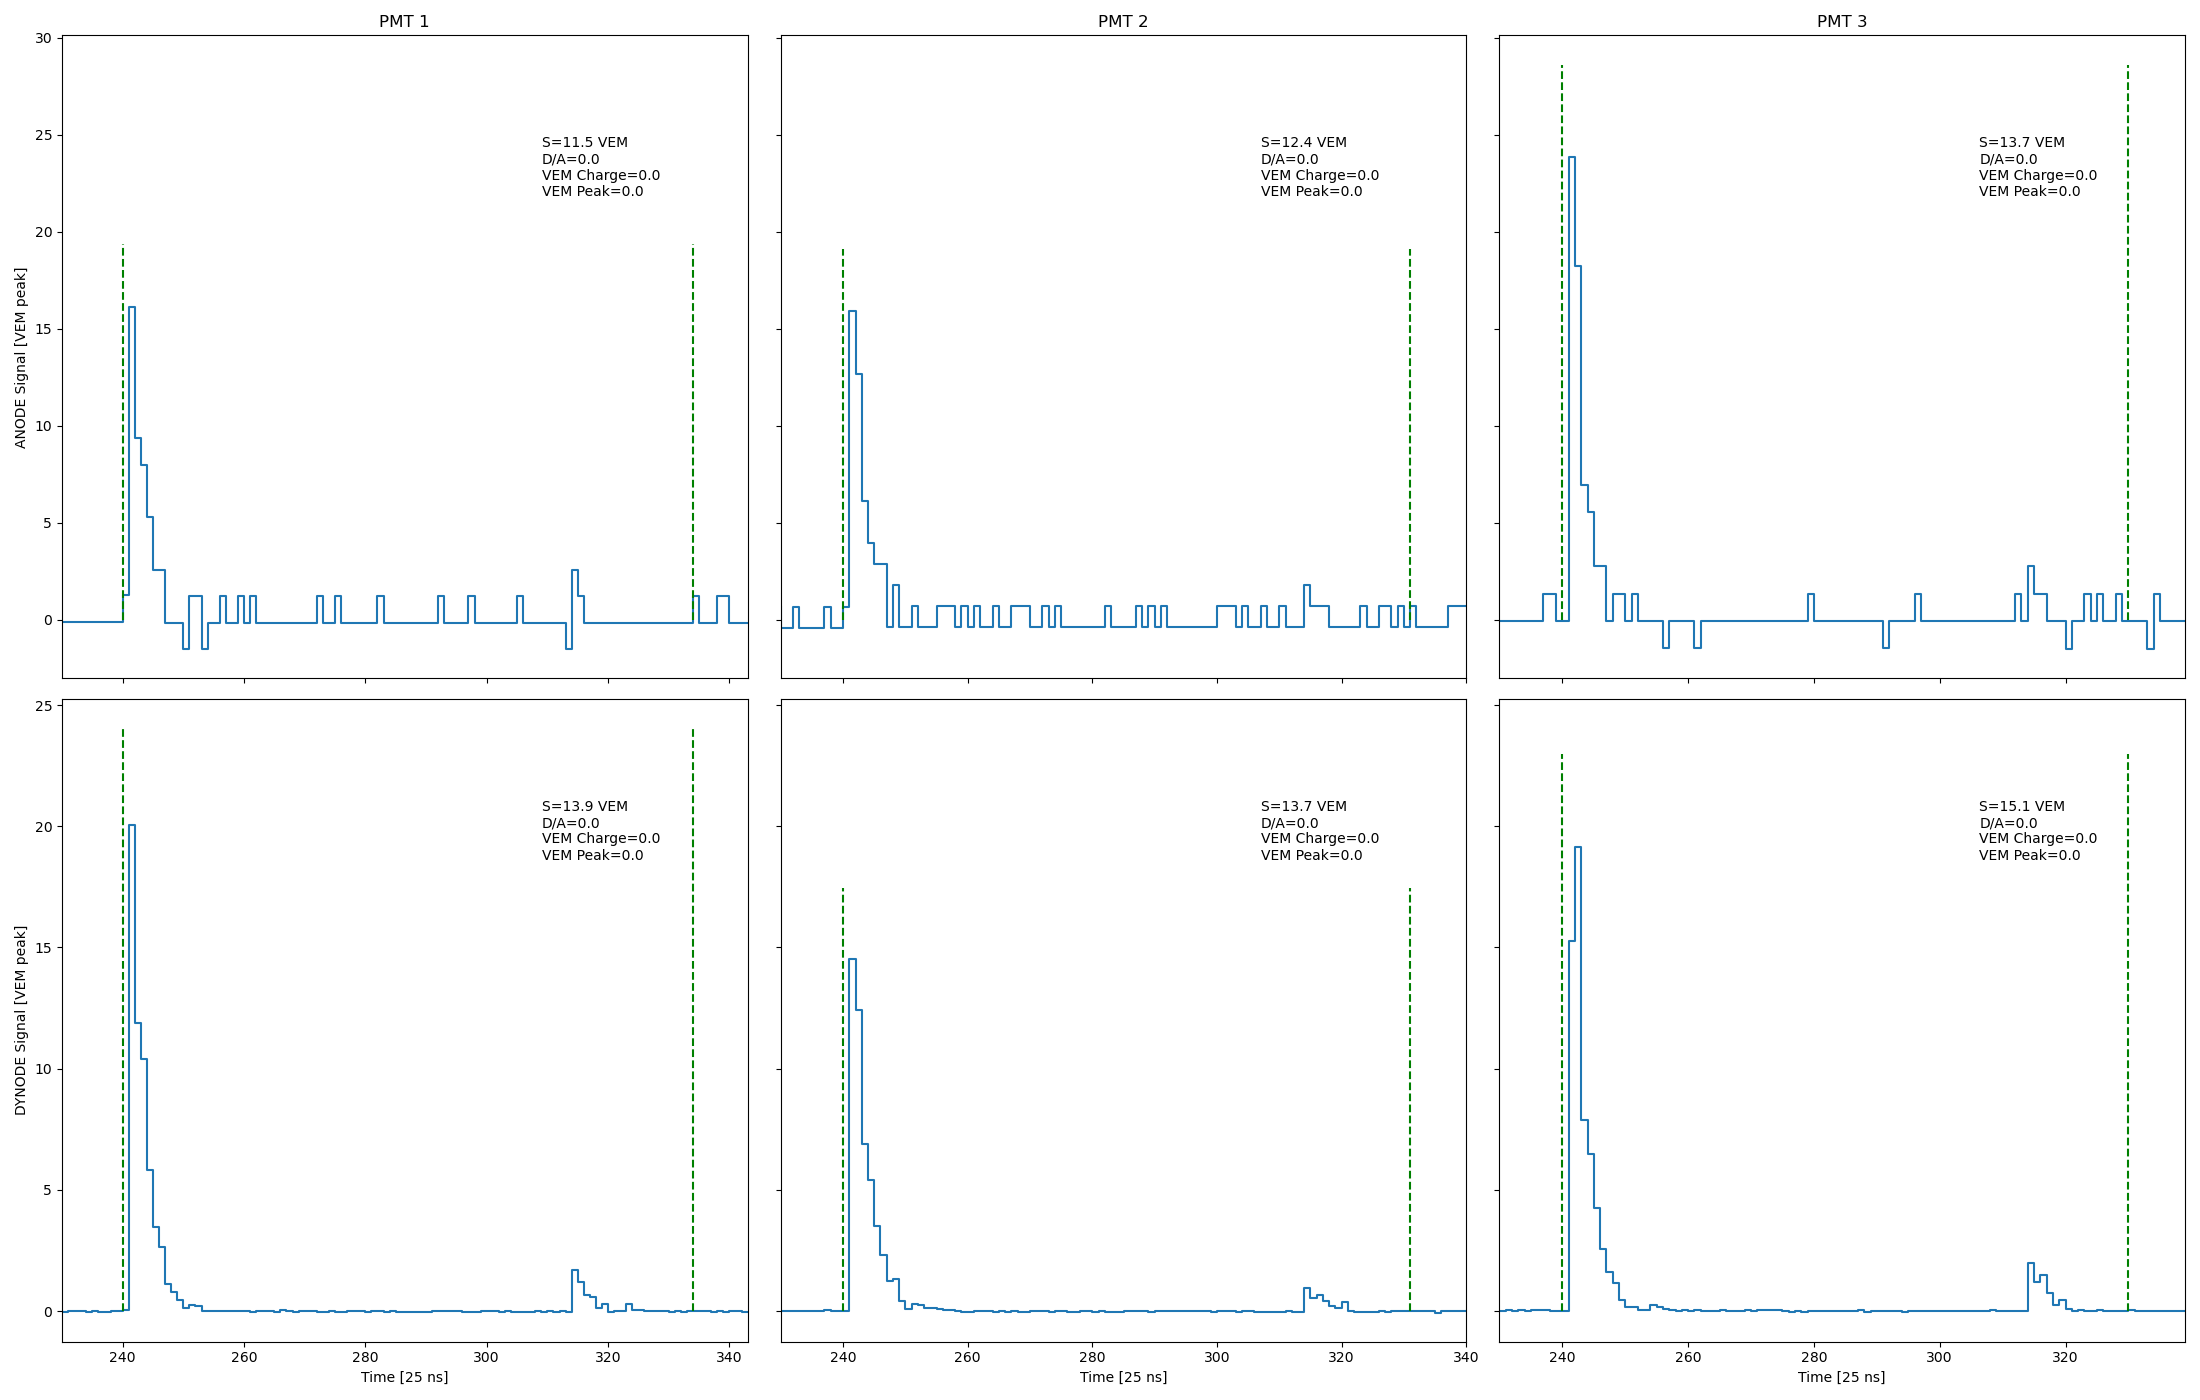 PMT 1
PMT 2
PMT 3
30
25
20
15
10
5
0
ANODE Signal [VEM peak]
S=11.5 VEM
D/A=0.0
VEM Charge=0.0
VEM Peak=0.0
S=12.4 VEM
D/A=0.0
VEM Charge=0.0
VEM Peak=0.0
S=13.7 VEM
D/A=0.0
VEM Charge=0.0
VEM Peak=0.0
25
20
15
10
5
0
DYNODE Signal [VEM peak]
S=13.9 VEM
D/A=0.0
VEM Charge=0.0
VEM Peak=0.0
S=13.7 VEM
D/A=0.0
VEM Charge=0.0
VEM Peak=0.0
S=15.1 VEM
D/A=0.0
VEM Charge=0.0
VEM Peak=0.0
240 260 280 300 320 340
240 260 280 300 320 340
240 260 280 300 320
Time [25 ns]
Time [25 ns]
Time [25 ns]